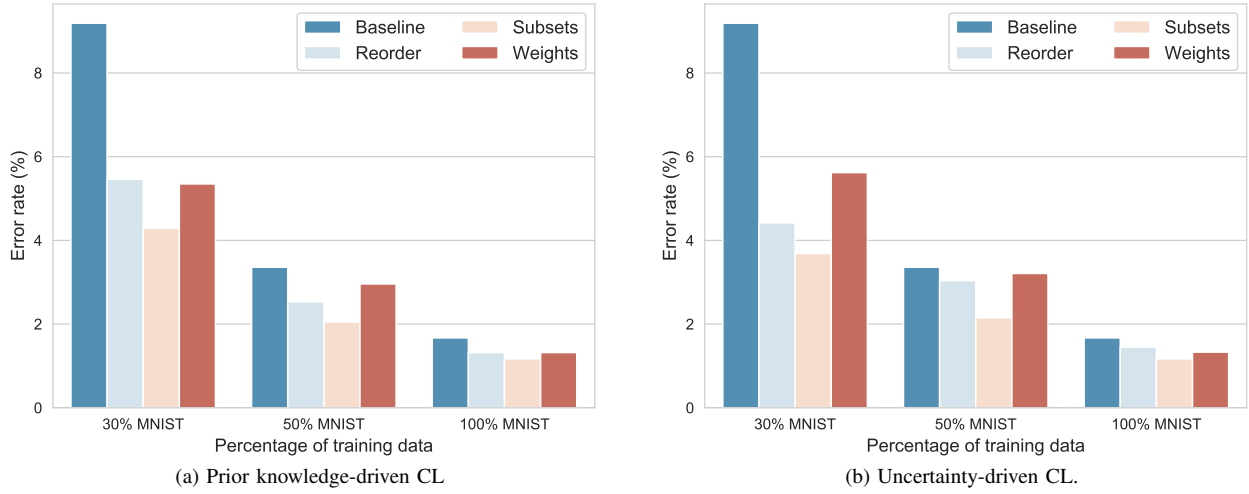 Baseline
Reorder
Subsets
Weights
Error rate (%)
8
6
4
2
0
30% MNIST
50% MNIST
100% MNIST
Percentage of training data
(a) Prior knowledge-driven CL
Baseline
Reorder
Subsets
Weights
Error rate (%)
8
6
4
2
0
30% MNIST
50% MNIST
100% MNIST
Percentage of training data
(b) Uncertainty-driven CL.